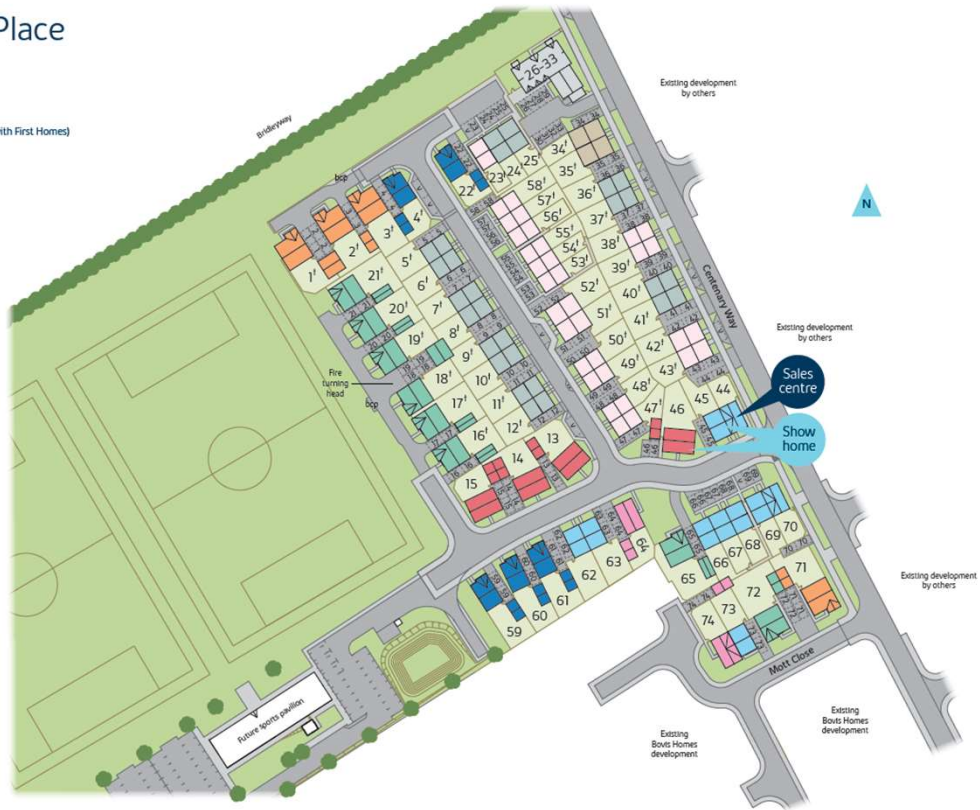 Place
ith First Homes)
Bridleyway
26-33
Existing development
by others
N
bcp
22'
23'
24'
25'
34'
35'
36'
58'
57'
56'
55'
54'
53'
37'
38'
39'
40'
41'
42'
43'
52'
51'
50'
49'
48'
47'
46
45
44
1'
2'
3'
4'
5'
6'
7'
8'
9'
10'
11'
12'
13
14
15
16'
17'
18'
19'
20'
21'
Centenary Way
Existing development
by others
Fire
turning
head
bcp
Sales
centre
Show
home
59
60
61
62
63
64
65
66
67
68
69
70
71
72
73
74
Existing development
by others
Mott Close
Future sports pavilion
Existing
Bovis Homes
development
Existing
Bovis Homes
development